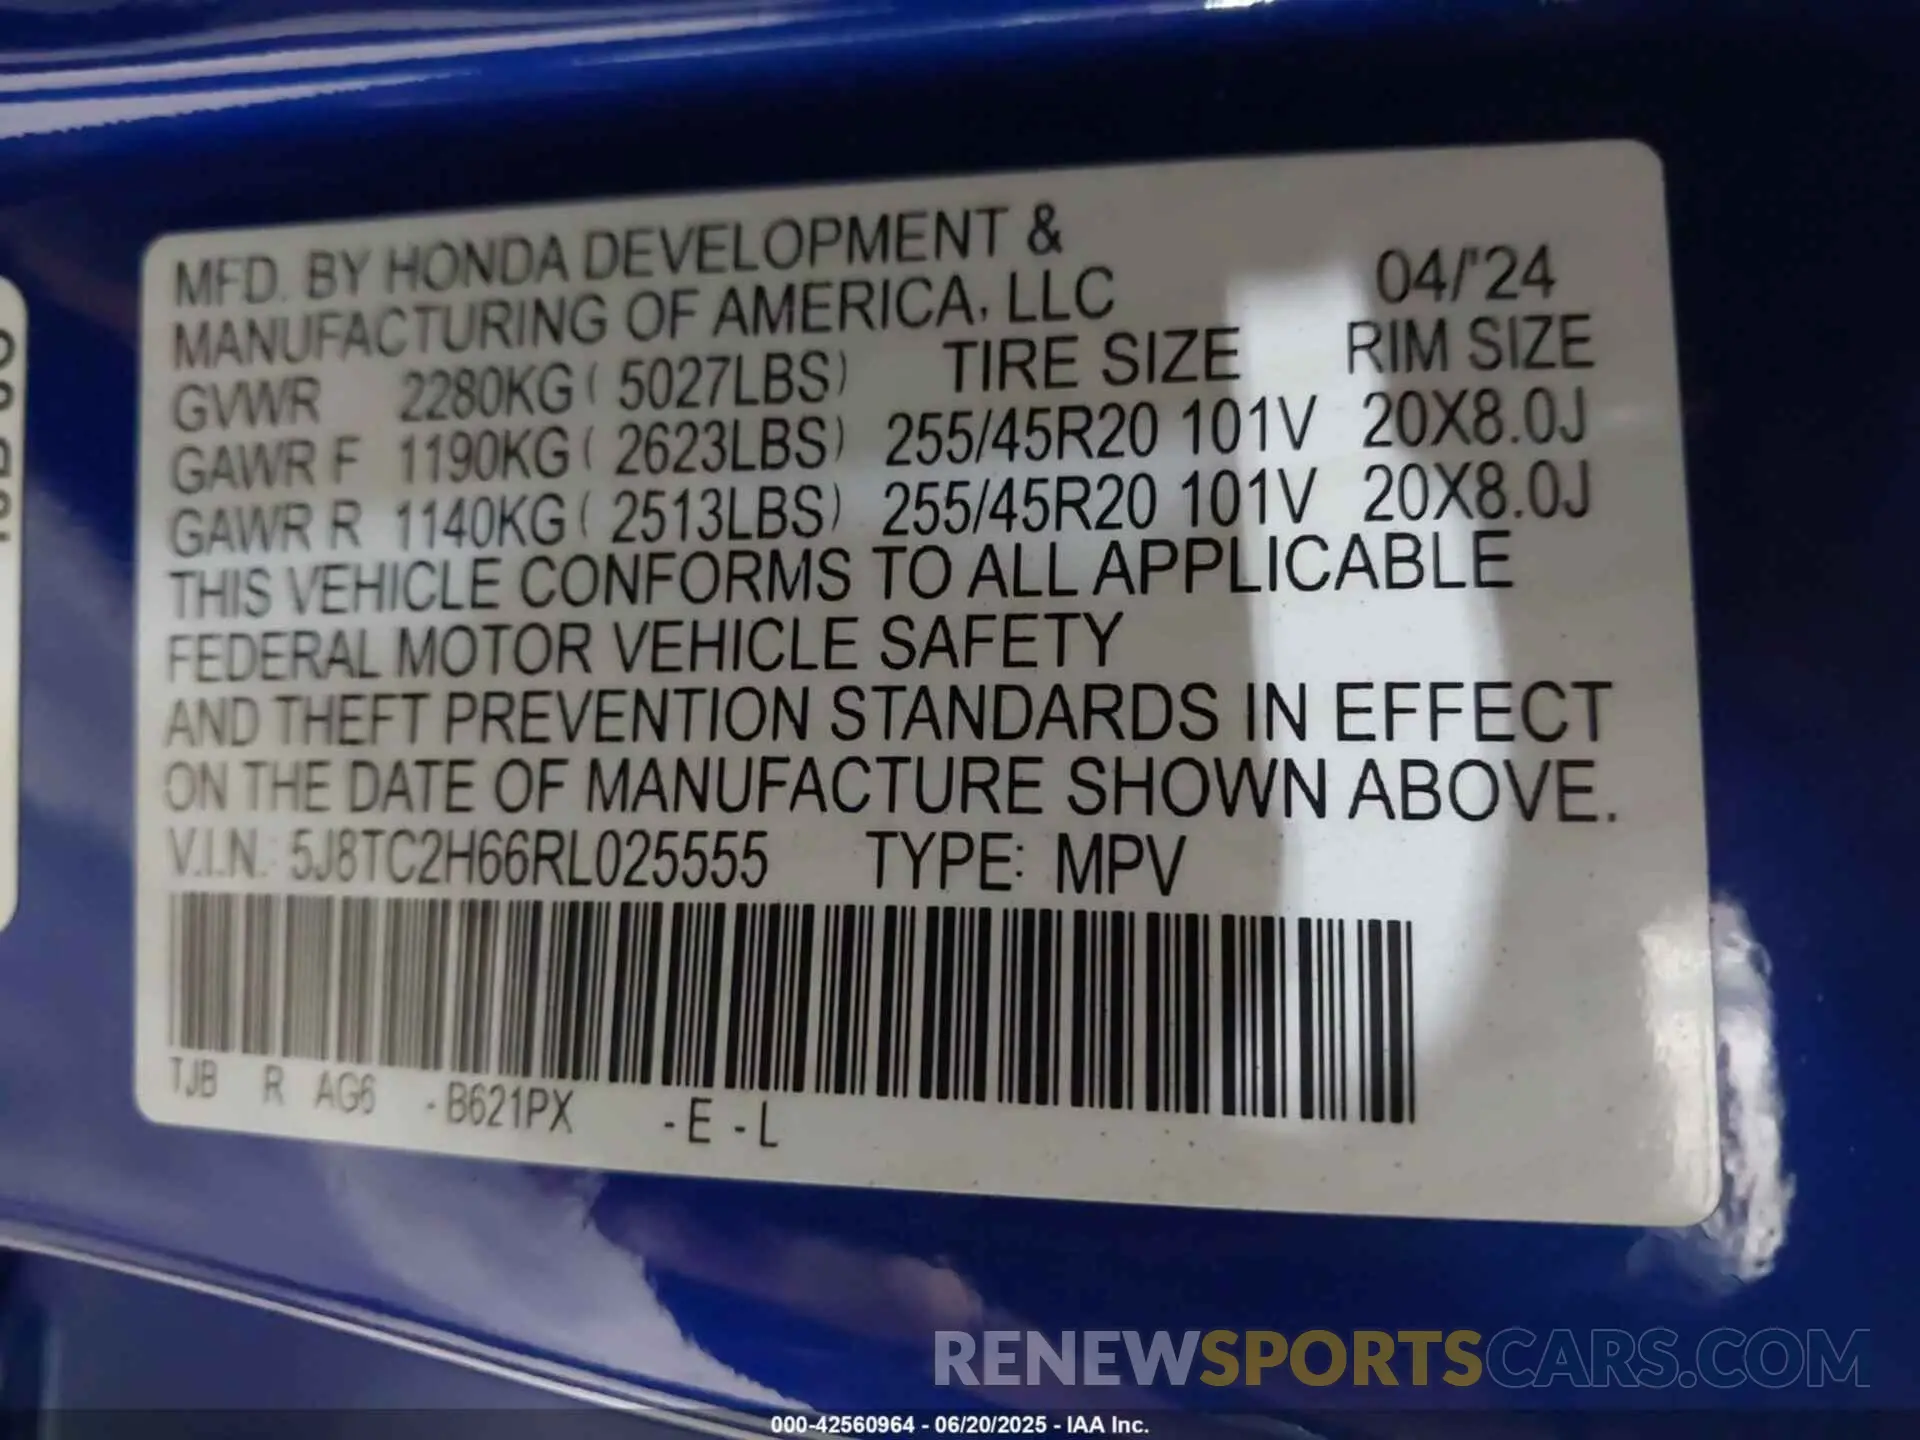 MFD. BY HONDA DEVELOPMENT &
MANUFACTURING OF AMERICA, LLC 04/'24
GVWR 2280KG ( 5027LBS) TIRE SIZE RIM SIZE
GAWR F 1190KG ( 2623LBS) 255/45R20 101V 20X8.0J
GAWR R 1140KG ( 2513LBS) 255/45R20 101V 20X8.0J
THIS VEHICLE CONFORMS TO ALL APPLICABLE
FEDERAL MOTOR VEHICLE SAFETY
AND THEFT PREVENTION STANDARDS IN EFFECT
ON THE DATE OF MANUFACTURE SHOWN ABOVE.
V.I.N.: 5J8TC2H66RL025555 TYPE: MPV
TJB R AG6 -B621PX -E-L
RENEWSPORTSCARS.COM
000-42560964 - 06/20/2025 - IAA Inc.